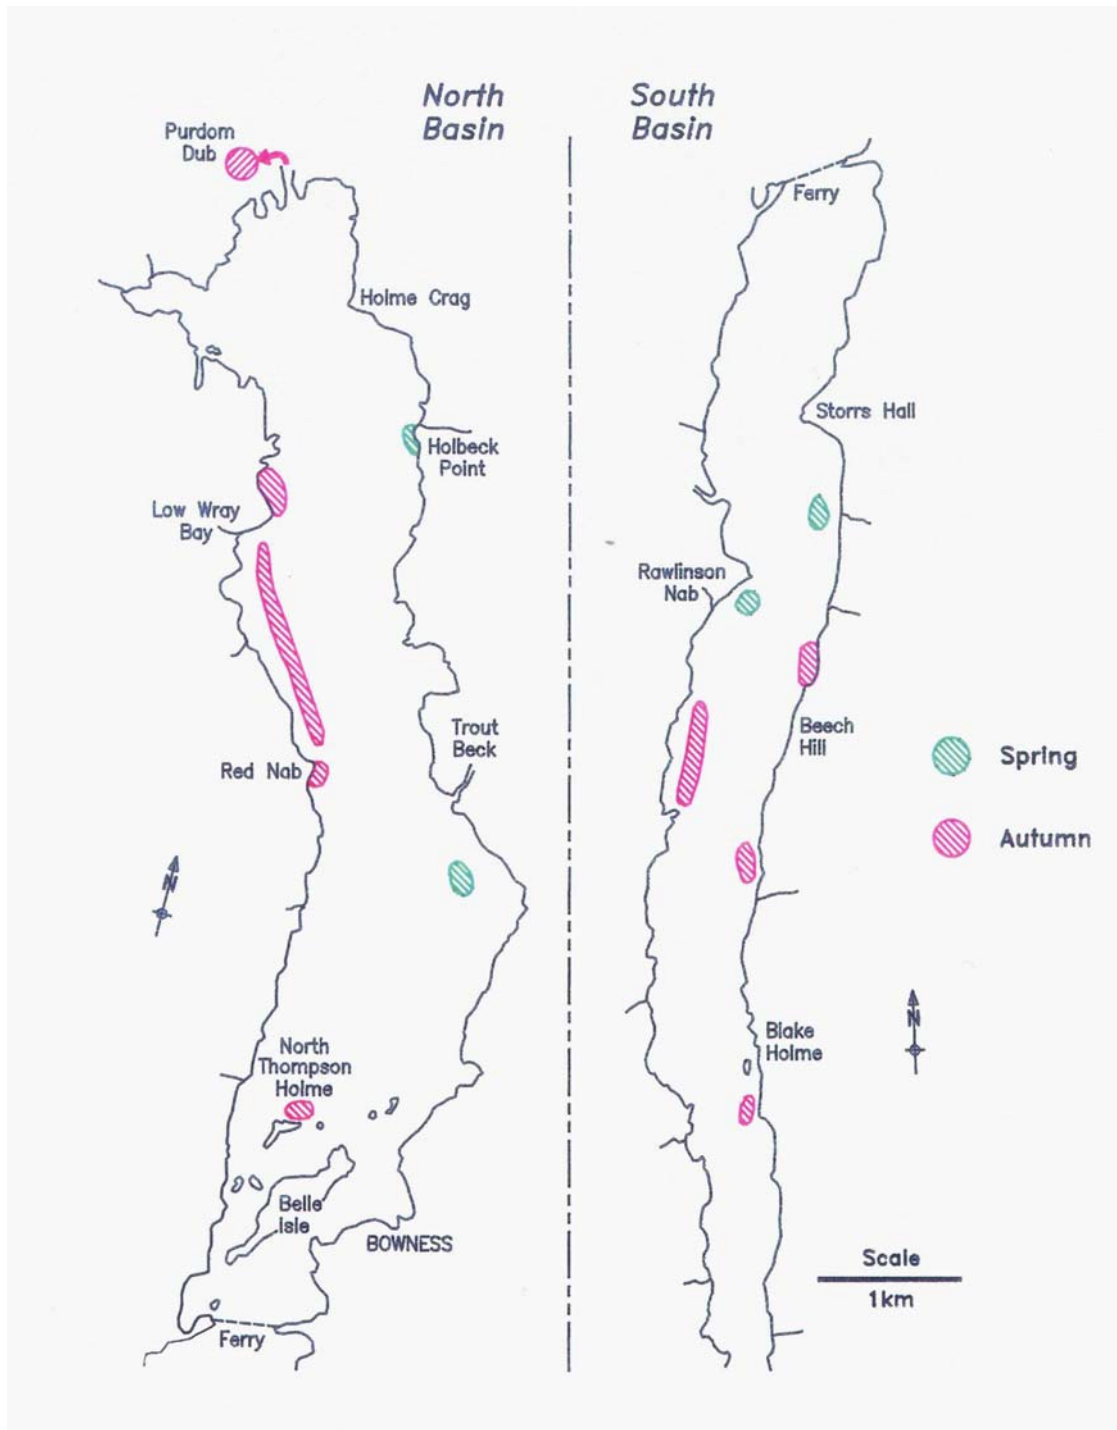 North
Basin
South
Basin
Purdom
Dub
Holme Crag
Holbeck
Point
Low Wray
Bay
Trout
Beck
Red Nab
N
North
Thompson
Holme
Belle
Isle
BOWNESS
Ferry
Ferry
Storrs Hall
Rawlinson
Nab
Beech
Hill
Spring
Autumn
N
Blake
Holme
Scale
1km